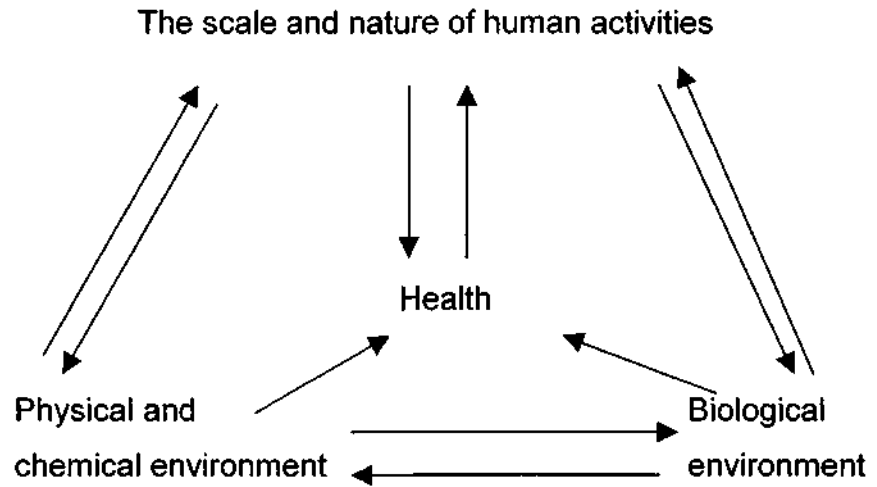 The scale and nature of human activities
Health
Physical and
chemical environment
Biological
environment